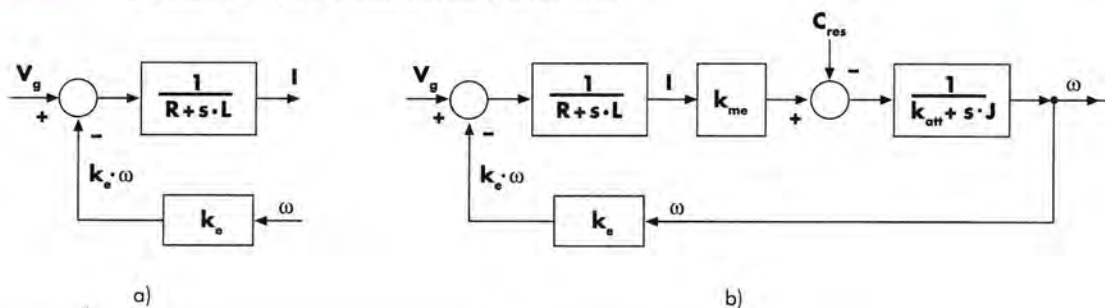 V_g
+
−
1
R+s·L
I
k_e·ω
k_e
ω
a)
V_g
+
−
1
R+s·L
I
k_me
+
C_res
−
1
k_att+s·J
ω
k_e·ω
k_e
ω
b)